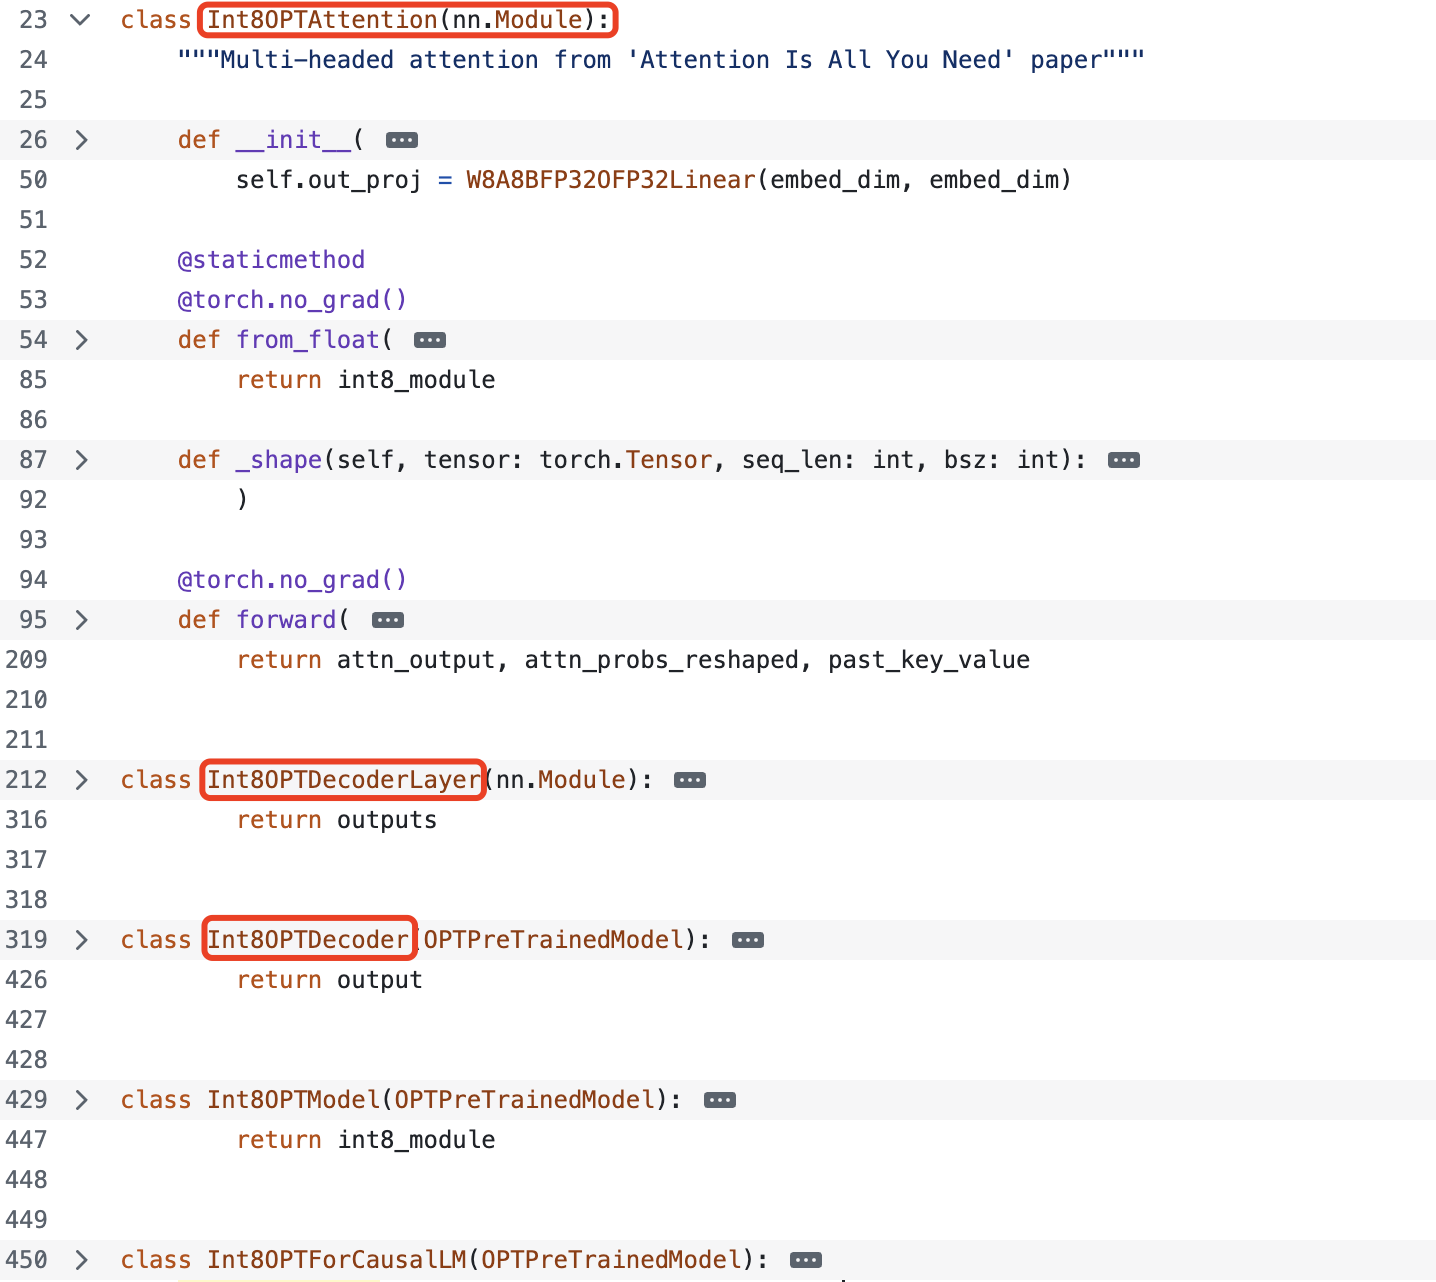 23 class Int8OPTAttention(nn.Module):
24 """Multi-headed attention from 'Attention Is All You Need' paper"""
25
26 def __init__( ...
50 self.out_proj = W8A8BFP32OFP32Linear(embed_dim, embed_dim)
51
52 @staticmethod
53 @torch.no_grad()
54 def from_float( ...
85 return int8_module
86
87 def _shape(self, tensor: torch.Tensor, seq_len: int, bsz: int): ...
92 )
93
94 @torch.no_grad()
95 def forward( ...
209 return attn_output, attn_probs_reshaped, past_key_value
210
211
212 class Int8OPTDecoderLayer(nn.Module): ...
316 return outputs
317
318
319 class Int8OPTDecoder(OPTPreTrainedModel): ...
426 return output
427
428
429 class Int8OPTModel(OPTPreTrainedModel): ...
447 return int8_module
448
449
450 class Int8OPTForCausalLM(OPTPreTrainedModel): ...